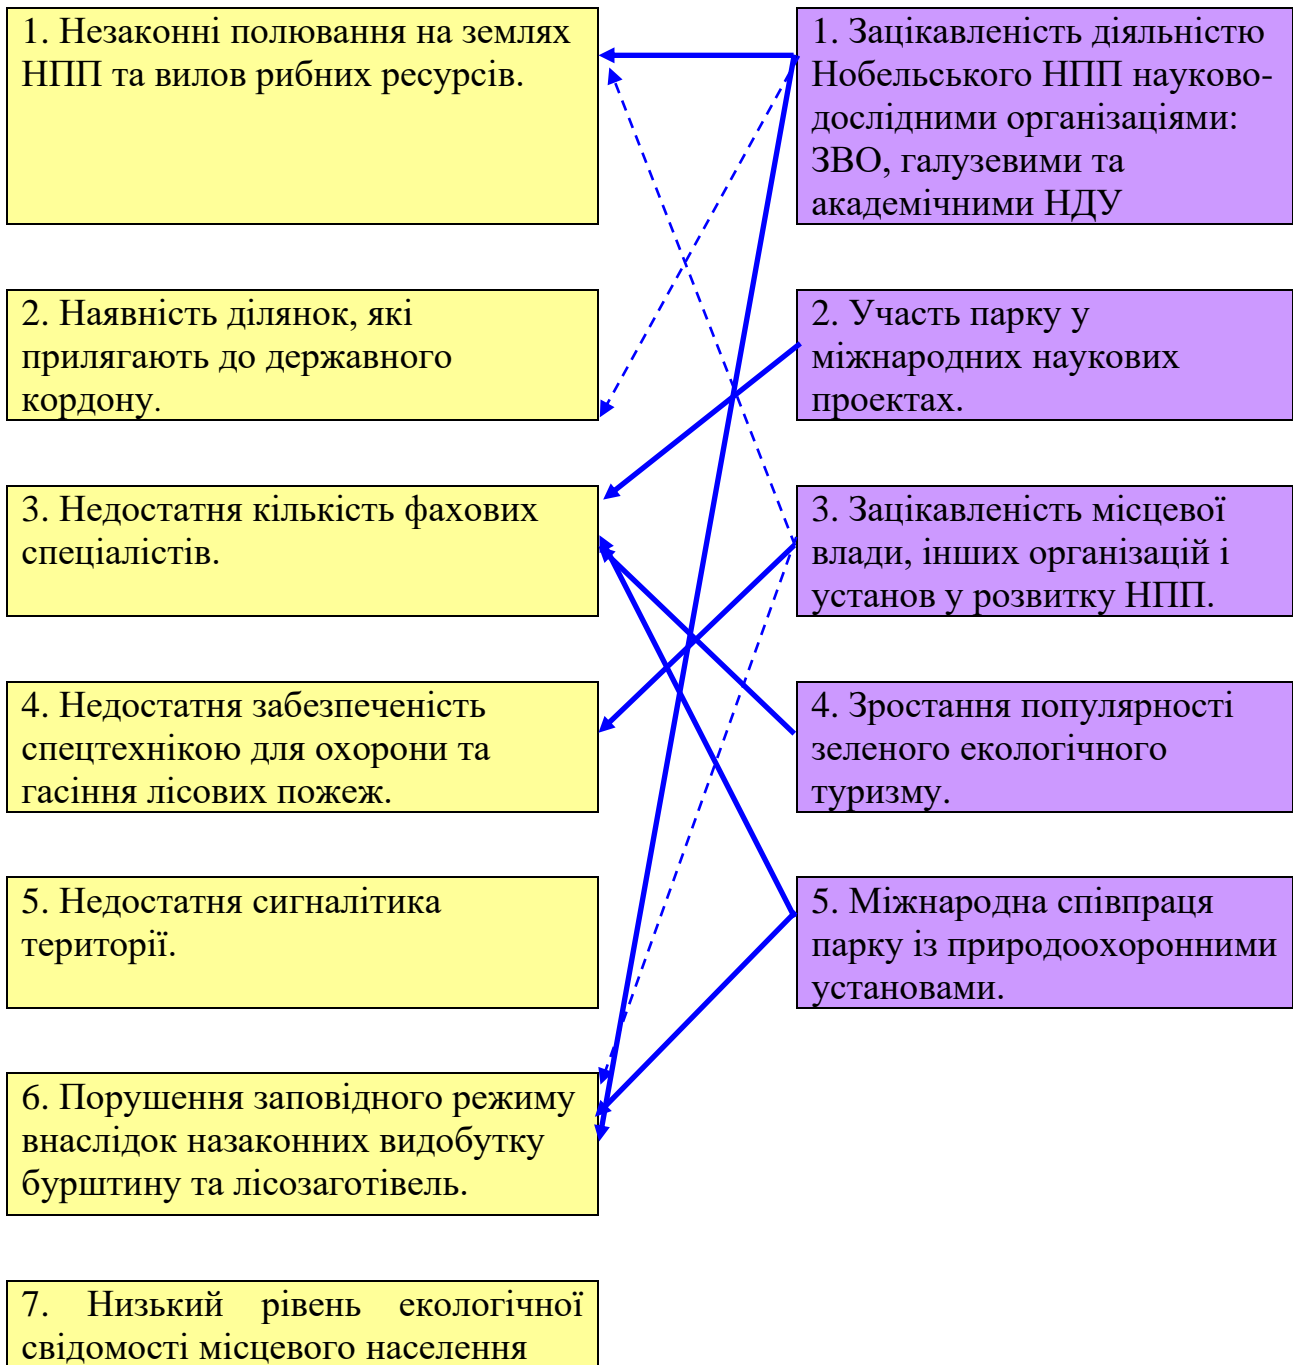 1. Незаконні полювання на землях
НПП та вилов рибних ресурсів.
2. Наявність ділянок, які
прилягають до державного
кордону.
3. Недостатня кількість фахових
спеціалістів.
4. Недостатня забезпеченість
спецтехнікою для охорони та
гасіння лісових пожеж.
5. Недостатня сигналітика
території.
6. Порушення заповідного режиму
внаслідок назаконних видобутку
бурштину та лісозаготівель.
7. Низький рівень екологічної
свідомості місцевого населення
1. Зацікавленість діяльністю
Нобельського НПП науково-
дослідними організаціями:
ЗВО, галузевими та
академічними НДУ
2. Участь парку у
міжнародних наукових
проектах.
3. Зацікавленість місцевої
влади, інших організацій і
установ у розвитку НПП.
4. Зростання популярності
зеленого екологічного
туризму.
5. Міжнародна співпраця
парку із природоохоронними
установами.